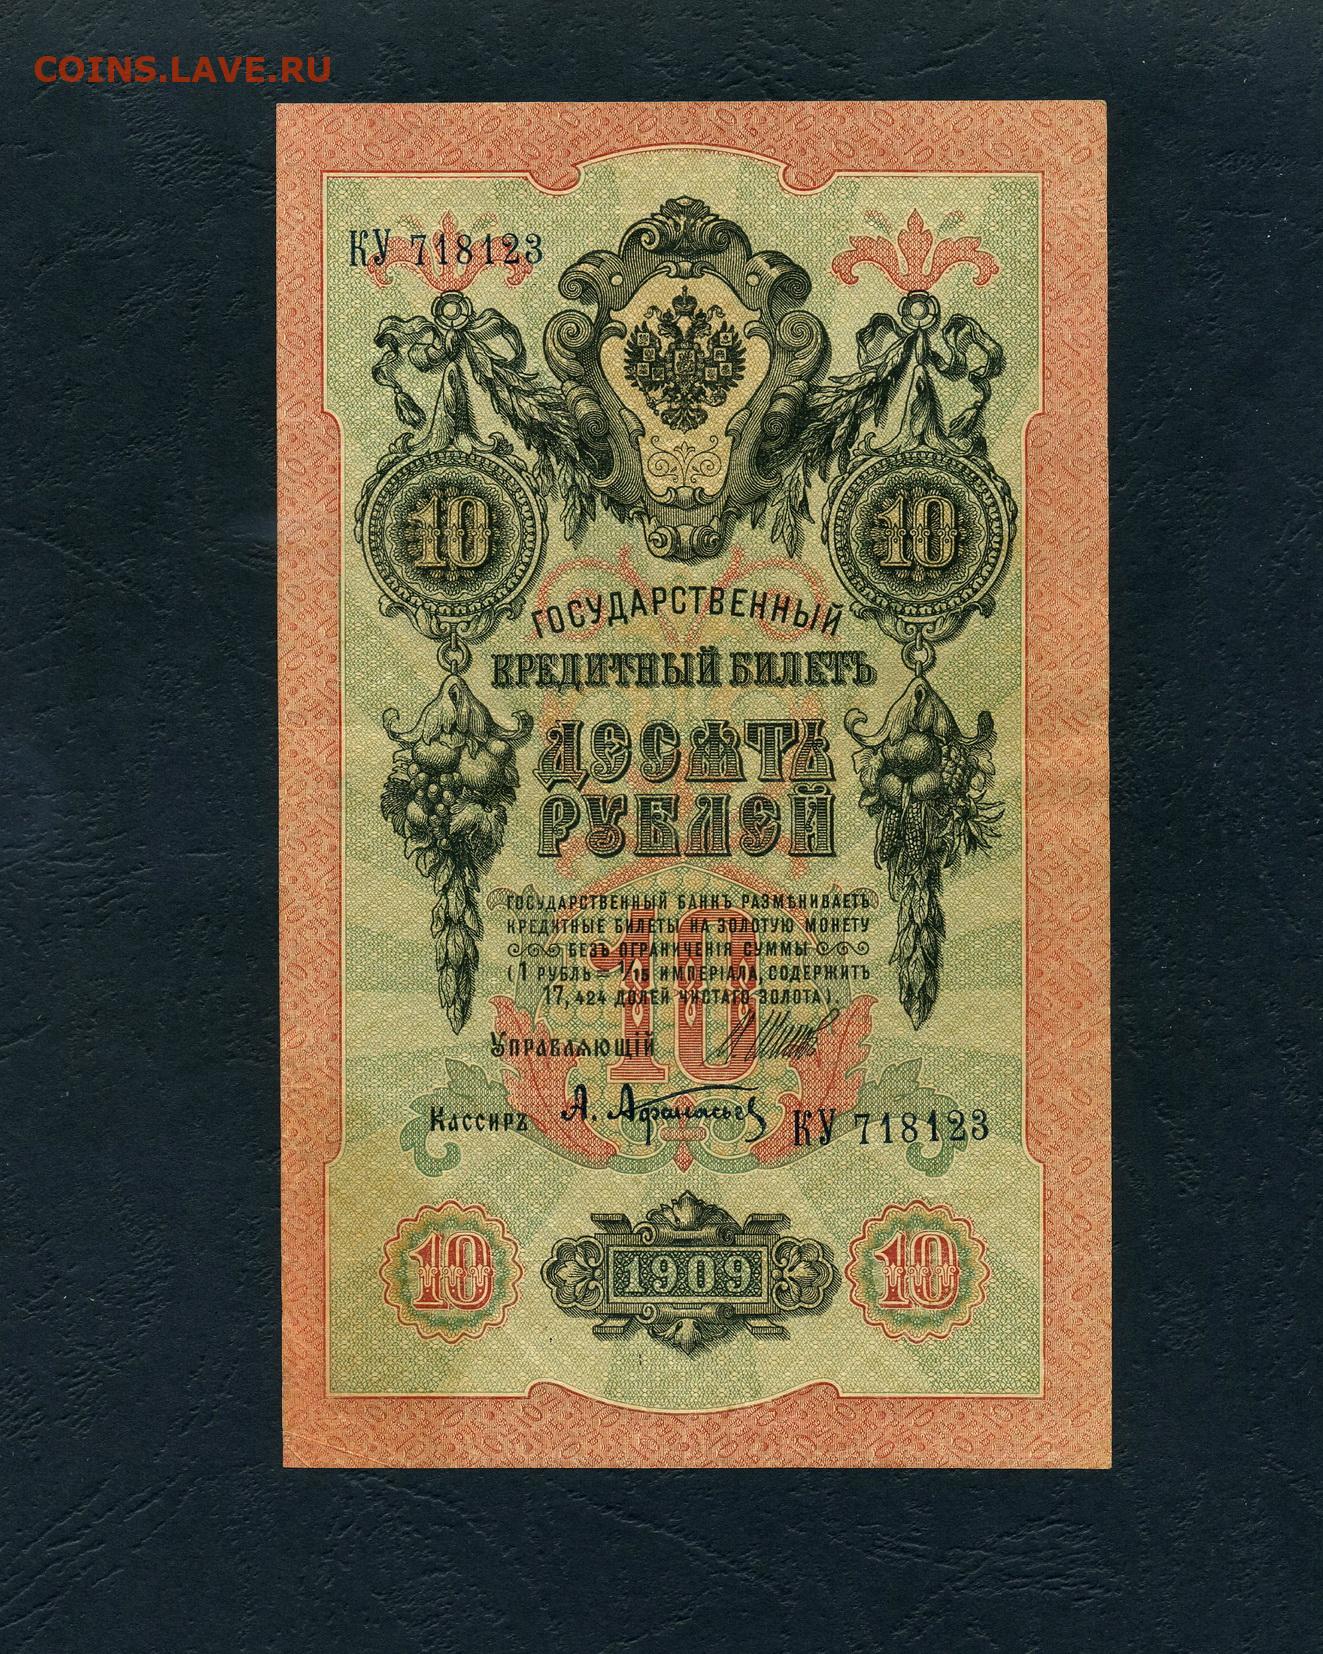 COINS.LAVE.RU
КУ 718123
10 10
ГОСУДАРСТВЕННЫЙ
КРЕДИТНЫЙ БИЛЕТЪ
ДЕСЯТЬ
РУБЛЕЙ
ГОСУДАРСТВЕННЫЙ БАНКЪ РАЗМѢНИВАЕТЪ
КРЕДИТНЫЕ БИЛЕТЫ НА ЗОЛОТУЮ МОНЕТУ
БЕЗЪ ОГРАНИЧЕНІЯ СУММЫ
(1 РУБЛЬ = 1/15 ИМПЕРІАЛА, СОДЕРЖИТЪ
17,424 ДОЛЕЙ ЧИСТАГО ЗОЛОТА).
10
УПРАВЛЯЮЩІЙ
КАССИРЪ А. Афанасьев
КУ 718123
10 1909 10